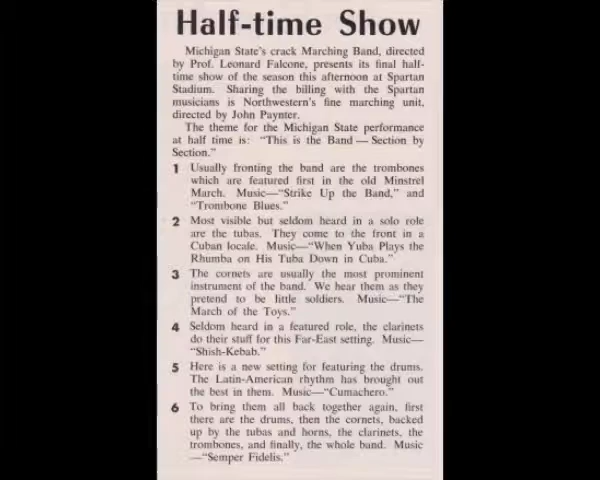 Half-time Show
Michigan State's crack Marching Band, directed
by Prof. Leonard Falcone, presents its final half-
time show of the season this afternoon at Spartan
Stadium. Sharing the billing with the Spartan
musicians is Northwestern's fine marching unit,
directed by John Paynter.
The theme for the Michigan State performance
at half time is: "This is the Band — Section by
Section."
1 Usually fronting the band are the trombones
which are featured first in the old Minstrel
March. Music—"Strike Up the Band," and
"Trombone Blues."
2 Most visible but seldom heard in a solo role
are the tubas. They come to the front in a
Cuban locale. Music—"When Yuba Plays the
Rhumba on His Tuba Down in Cuba."
3 The cornets are usually the most prominent
instrument of the band. We hear them as they
pretend to be little soldiers. Music—"The
March of the Toys."
4 Seldom heard in a featured role, the clarinets
do their stuff for this Far-East setting. Music—
"Shish-Kebab."
5 Here is a new setting for featuring the drums.
The Latin-American rhythm has brought out
the best in them. Music—"Cumachero."
6 To bring them all back together again, first
there are the drums, then the cornets, backed
up by the tubas and horns, the clarinets, the
trombones, and finally, the whole band. Music
—"Semper Fidelis."